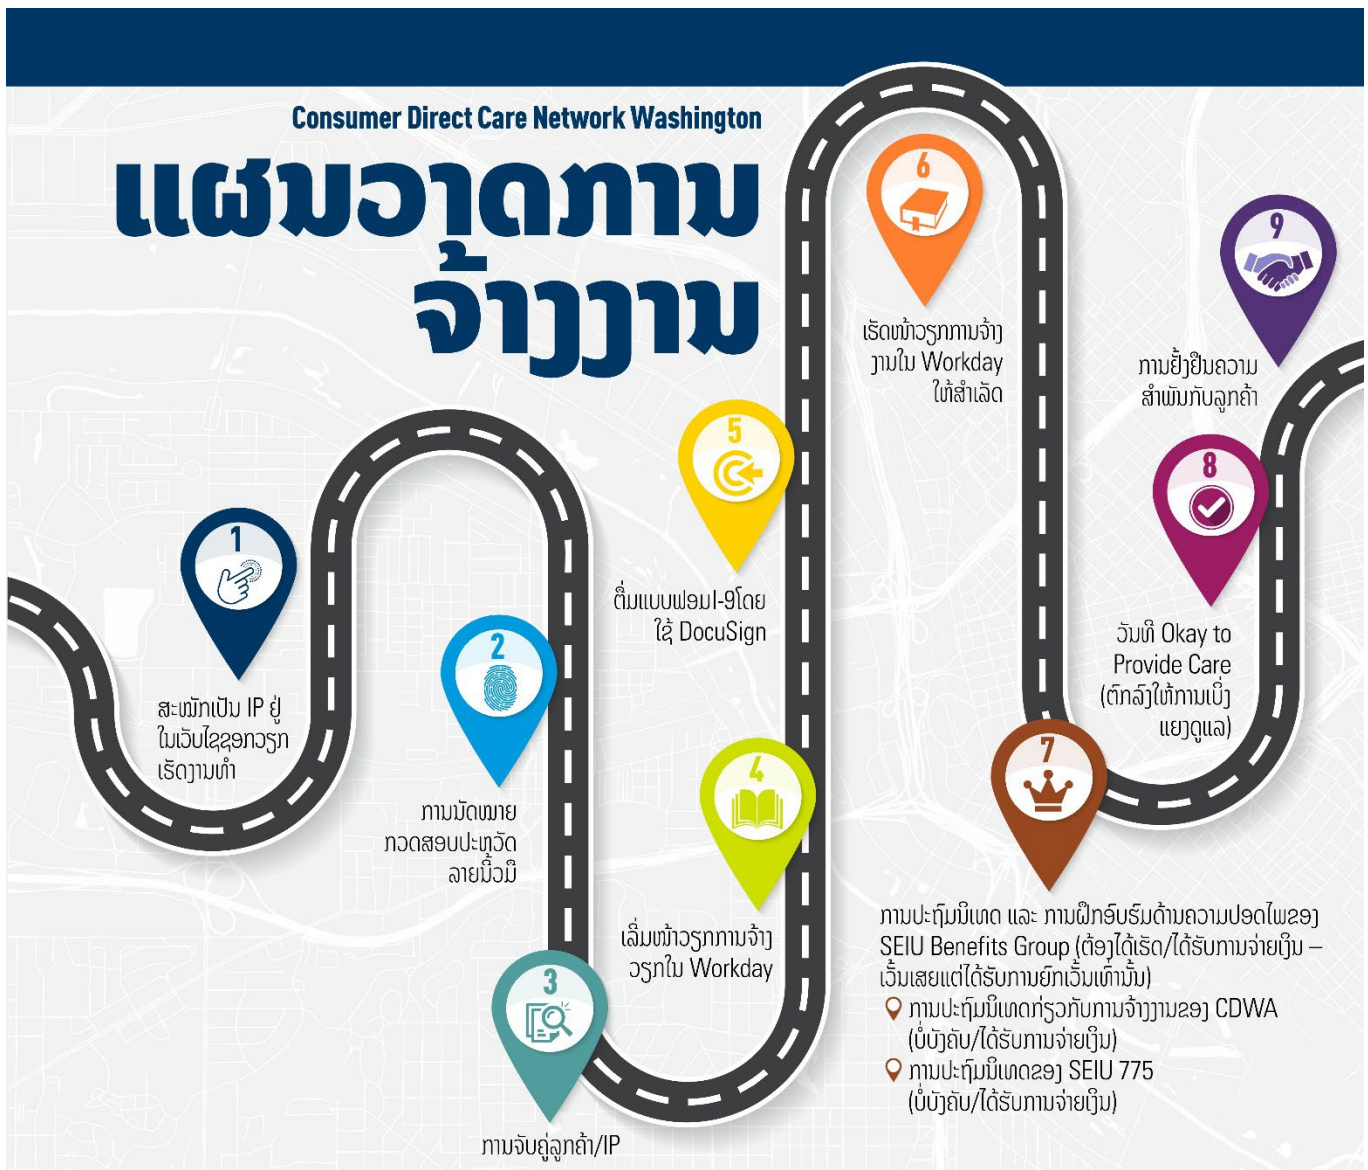 Consumer Direct Care Network Washington
ແຜນວາດການ
ຈ້າງງານ
1
ສະໝັກເປັນ IP ຢູ່
ໃນເວັບໄຊຊອກວຽກ
ເຮັດງານທຳ
2
ການນັດໝາຍ
ກວດສອບປະຫວັດ
ລາຍນິ້ວມື
3
ການຈັບຄູ່ລູກຄ້າ/IP
4
ເລີ່ມໜ້າວຽກການຈ້າງ
ວຽກໃນ Workday
5
ຕື່ມແບບຟອມI-9ໂດຍ
ໃຊ້ DocuSign
6
ເຮັດໜ້າວຽກການຈ້າງ
ງານໃນ Workday
ໃຫ້ສຳເລັດ
7
ການປະຖົມນິເທດ ແລະ ການຝຶກອົບຮົມດ້ານຄວາມປອດໄພຂອງ
SEIU Benefits Group (ຕ້ອງໄດ້ເຮັດ/ໄດ້ຮັບການຈ່າຍເງິນ –
ເວັ້ນເສຍແຕ່ໄດ້ຮັບການຍົກເວັ້ນເທົ່ານັ້ນ)
ການປະຖົມນິເທດກ່ຽວກັບການຈ້າງງານຂອງ CDWA
(ບໍ່ບັງຄັບ/ໄດ້ຮັບການຈ່າຍເງິນ)
ການປະຖົມນິເທດຂອງ SEIU 775
(ບໍ່ບັງຄັບ/ໄດ້ຮັບການຈ່າຍເງິນ)
8
ວັນທີ Okay to
Provide Care
(ຕົກລົງໃຫ້ການເບິ່ງ
ແຍງດູແລ)
9
ການຢັ້ງຢືນຄວາມ
ສຳພັນກັບລູກຄ້າ